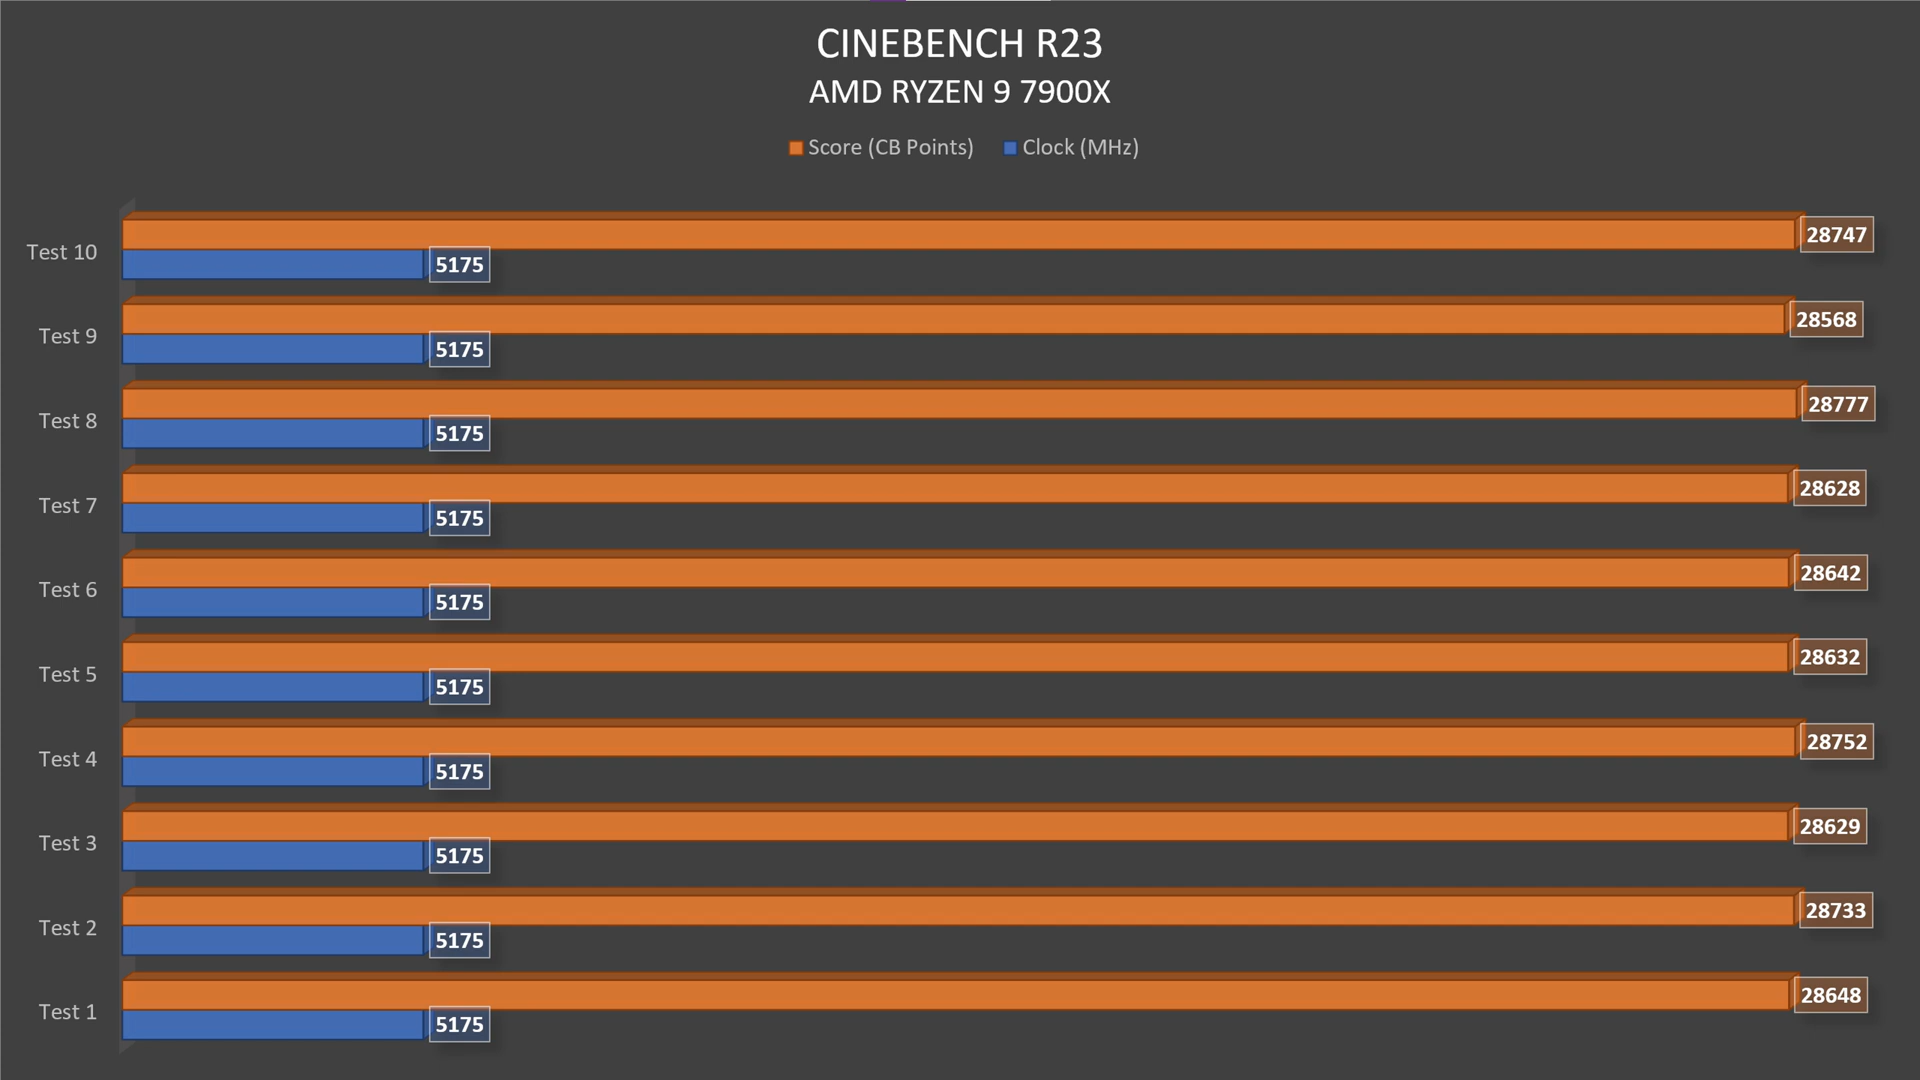 CINEBENCH R23
AMD RYZEN 9 7900X
Score (CB Points) Clock (MHz)
Test 10 28747
5175
Test 9 28568
5175
Test 8 28777
5175
Test 7 28628
5175
Test 6 28642
5175
Test 5 28632
5175
Test 4 28752
5175
Test 3 28629
5175
Test 2 28733
5175
Test 1 28648
5175